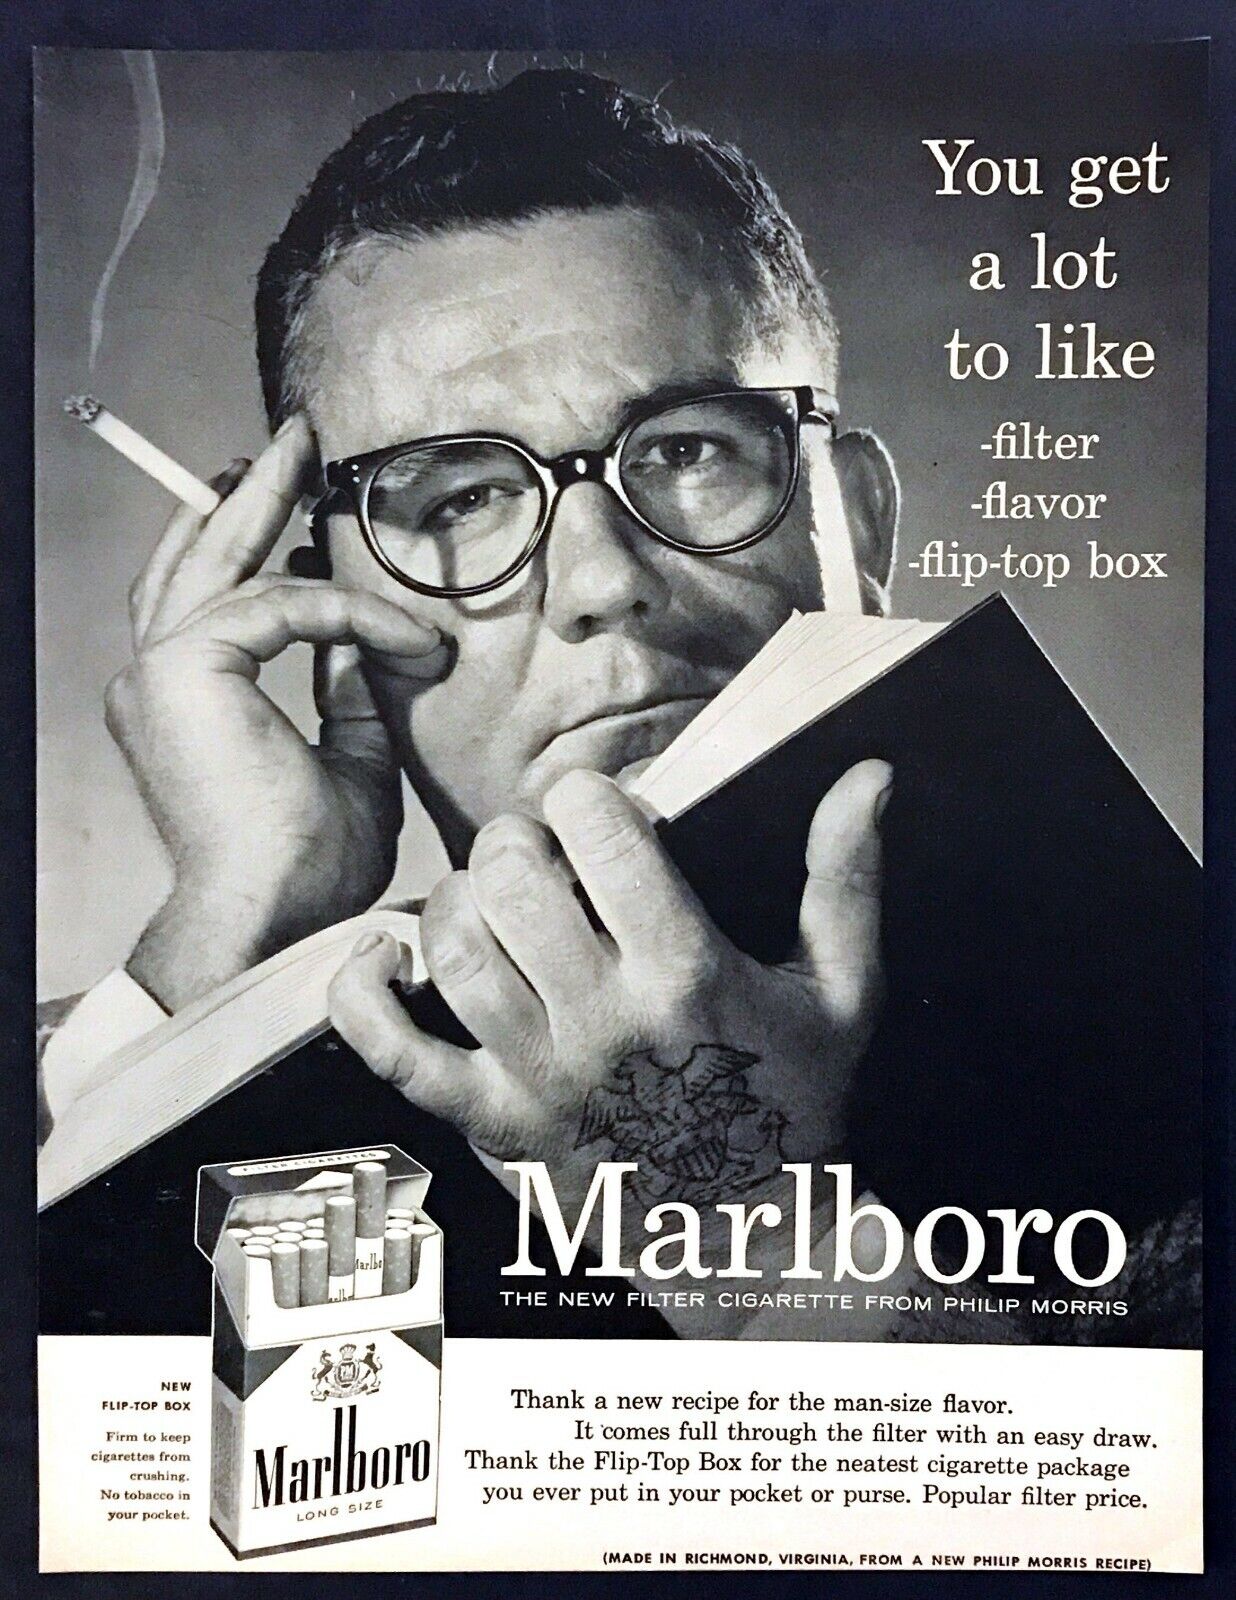 You get
a lot
to like
-filter
-flavor
-flip-top box
Marlboro
THE NEW FILTER CIGARETTE FROM PHILIP MORRIS
FILTER CIGARETTES
Marlbo
PM
Marlboro
LONG SIZE
NEW
FLIP-TOP BOX
Firm to keep
cigarettes from
crushing.
No tobacco in
your pocket.
Thank a new recipe for the man-size flavor.
It comes full through the filter with an easy draw.
Thank the Flip-Top Box for the neatest cigarette package
you ever put in your pocket or purse. Popular filter price.
(MADE IN RICHMOND, VIRGINIA, FROM A NEW PHILIP MORRIS RECIPE)